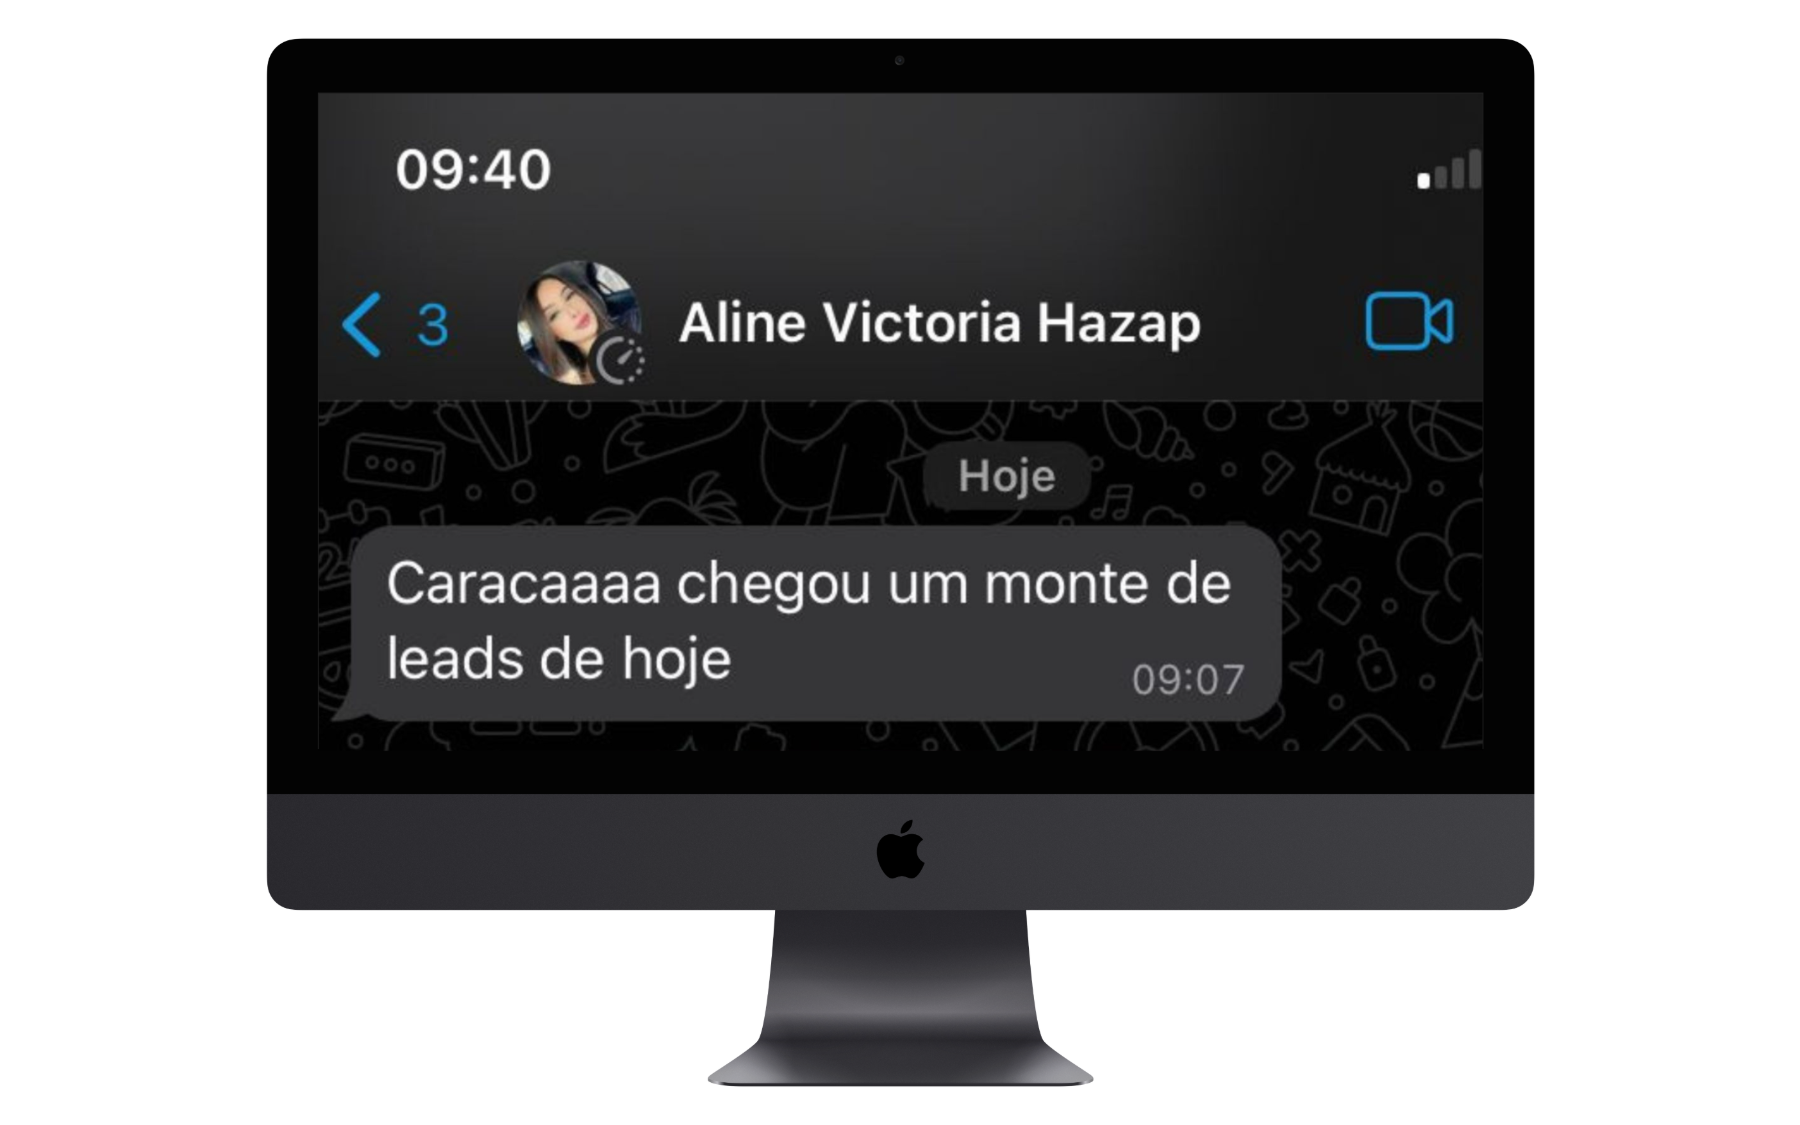 09:40
3 Aline Victoria Hazap
Hoje
Caracaaaa chegou um monte de
leads de hoje
09:07